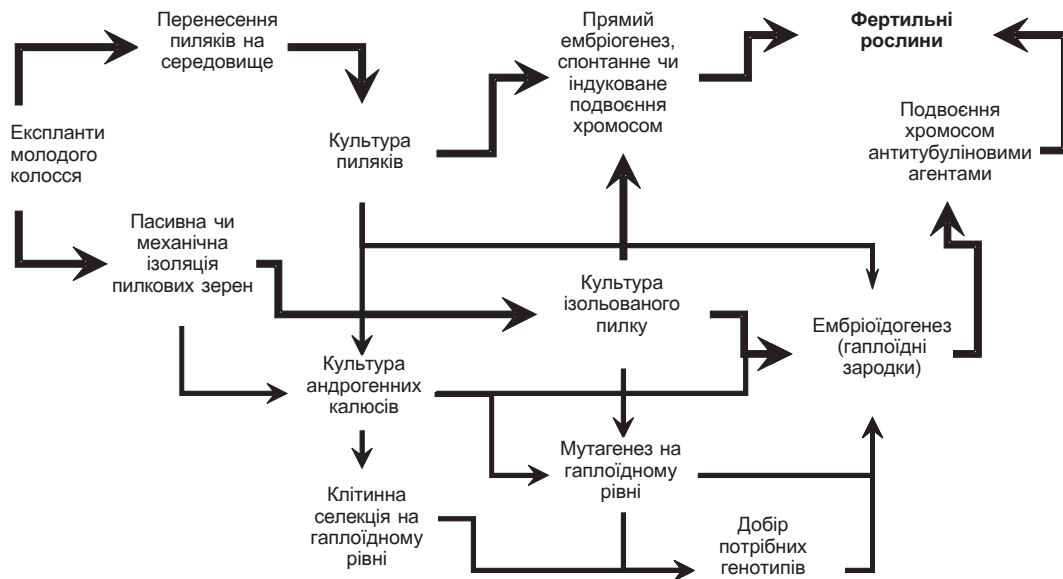 Перенесення
пиляків на
середовище
Прямий
ембріогенез,
спонтанне чи
індуковане
подвоєння
хромосом
Фертильні
рослини
Експланти
молодого
колосся
Культура
пиляків
Подвоєння
хромосом
антитубуліновими
агентами
Пасивна чи
механічна
ізоляція
пилкових зерен
Культура
ізольованого
пилку
Ембріоїдогенез
(гаплоїдні
зародки)
Культура
андрогенних
калюсів
Мутагенез на
гаплоїдному
рівні
Клітинна
селекція на
гаплоїдному
рівні
Добір
потрібних
генотипів